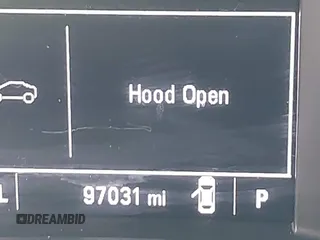 Hood Open
L 97031 mi P
DREAMBID